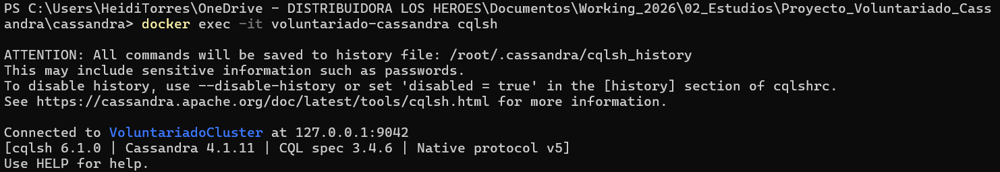 PS C:\Users\HeidiTorres\OneDrive - DISTRIBUIDORA LOS HEROES\Documentos\Working_2026\02_Estudios\Proyecto_Voluntariado_Cass
andra\cassandra> docker exec -it voluntariado-cassandra cqlsh
ATTENTION: All commands will be saved to history file: /root/.cassandra/cqlsh_history
This may include sensitive information such as passwords.
To disable history, use --disable-history or set 'disabled = true' in the [history] section of cqlshrc.
See https://cassandra.apache.org/doc/latest/tools/cqlsh.html for more information.
Connected to VoluntariadoCluster at 127.0.0.1:9042
[cqlsh 6.1.0 | Cassandra 4.1.11 | CQL spec 3.4.6 | Native protocol v5]
Use HELP for help.